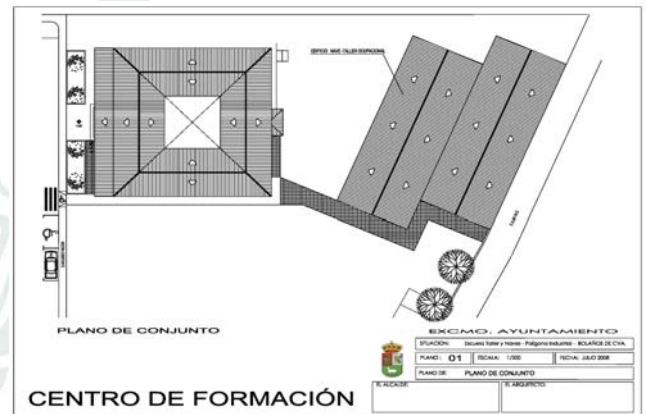 EDIFICIO NAVE-TALLER OCUPACIONAL
PLANO DE CONJUNTO
EXCMO. AYUNTAMIENTO
SITUACIÓN: Escuela Taller y Naves - Polígono Industrial - BOLAÑOS DE CVA.
PLANO: 01 ESCALA: 1/300 FECHA: JULIO 2008
PLANO DE: PLANO DE CONJUNTO
EL ALCALDE: EL ARQUITECTO:
CENTRO DE FORMACIÓN